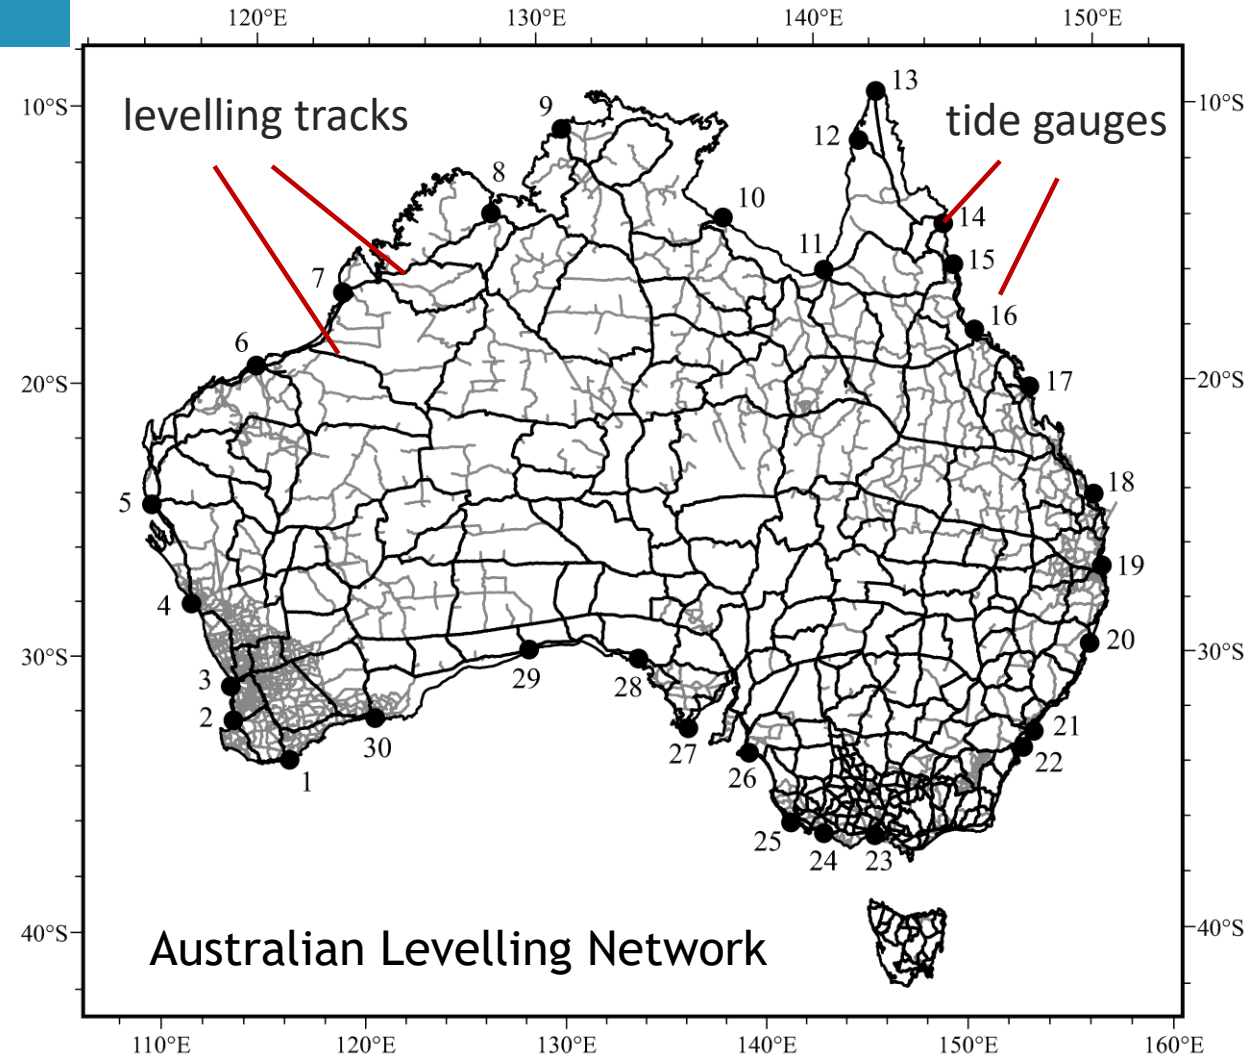 120°E 130°E 140°E 150°E
13
10°S levelling tracks 9 12 tide gauges 10°S
8
10 14
11 15
7
16
6
20°S 17 20°S
18
5
19
4
20
30°S 3 29 28 30°S
2 21
30 27 22
1 26
25
24 23
40°S Australian Levelling Network 40°S
110°E 120°E 130°E 140°E 150°E 160°E